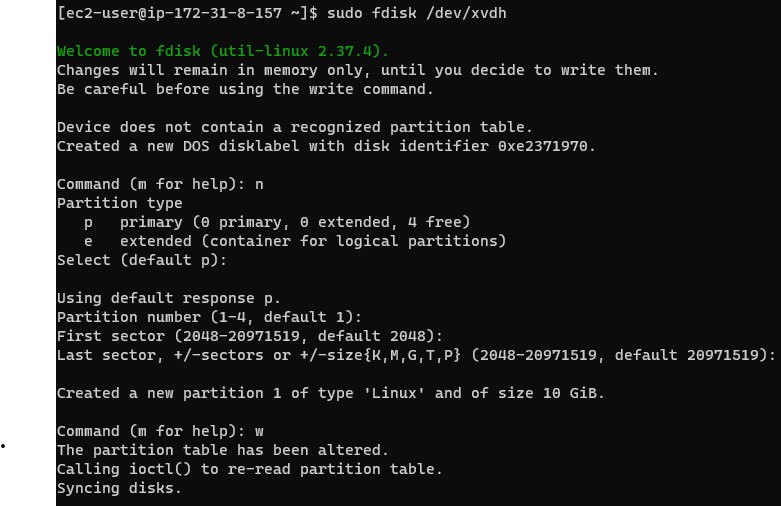 [ec2-user@ip-172-31-8-157 ~]$ sudo fdisk /dev/xvdh
Welcome to fdisk (util-linux 2.37.4).
Changes will remain in memory only, until you decide to write them.
Be careful before using the write command.
Device does not contain a recognized partition table.
Created a new DOS disklabel with disk identifier 0xe2371970.
Command (m for help): n
Partition type
   p   primary (0 primary, 0 extended, 4 free)
   e   extended (container for logical partitions)
Select (default p):
Using default response p.
Partition number (1-4, default 1):
First sector (2048-20971519, default 2048):
Last sector, +/-sectors or +/-size{K,M,G,T,P} (2048-20971519, default 20971519):
Created a new partition 1 of type 'Linux' and of size 10 GiB.
Command (m for help): w
The partition table has been altered.
Calling ioctl() to re-read partition table.
Syncing disks.